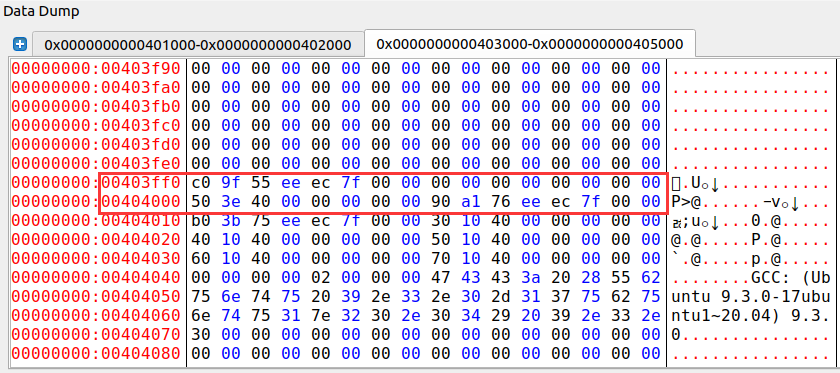 Data Dump
0x0000000000401000-0x0000000000402000 0x0000000000403000-0x0000000000405000
00000000:00403f90 00 00 00 00 00 00 00 00 00 00 00 00 00 00 00 00 ................
00000000:00403fa0 00 00 00 00 00 00 00 00 00 00 00 00 00 00 00 00 ................
00000000:00403fb0 00 00 00 00 00 00 00 00 00 00 00 00 00 00 00 00 ................
00000000:00403fc0 00 00 00 00 00 00 00 00 00 00 00 00 00 00 00 00 ................
00000000:00403fd0 00 00 00 00 00 00 00 00 00 00 00 00 00 00 00 00 ................
00000000:00403fe0 00 00 00 00 00 00 00 00 00 00 00 00 00 00 00 00 ................
00000000:00403ff0 c0 9f 55 ee ec 7f 00 00 00 00 00 00 00 00 00 00 .U
00000000:00404000 50 3e 40 00 00 00 00 00 90 a1 76 ee ec 7f 00 00 P>@......
00000000:00404010 b0 3b 75 ee ec 7f 00 00 30 10 40 00 00 00 00 00 ;u 0.@.....
00000000:00404020 40 10 40 00 00 00 00 00 50 10 40 00 00 00 00 00 @.@.....P.@.....
00000000:00404030 60 10 40 00 00 00 00 00 70 10 40 00 00 00 00 00 `.@.....p.@.....
00000000:00404040 00 00 00 00 02 00 00 00 47 43 43 3a 20 28 55 62 ........GCC: (Ub
00000000:00404050 75 6e 74 75 20 39 2e 33 2e 30 2d 31 37 75 62 75 untu 9.3.0-17ubu
00000000:00404060 6e 74 75 31 7e 32 30 2e 30 34 29 20 39 2e 33 2e ntu1~20.04) 9.3.
00000000:00404070 30 00 00 00 00 00 00 00 00 00 00 00 00 00 00 00 0...............
00000000:00404080 00 00 00 00 00 00 00 00 00 00 00 00 00 00 00 00 ................